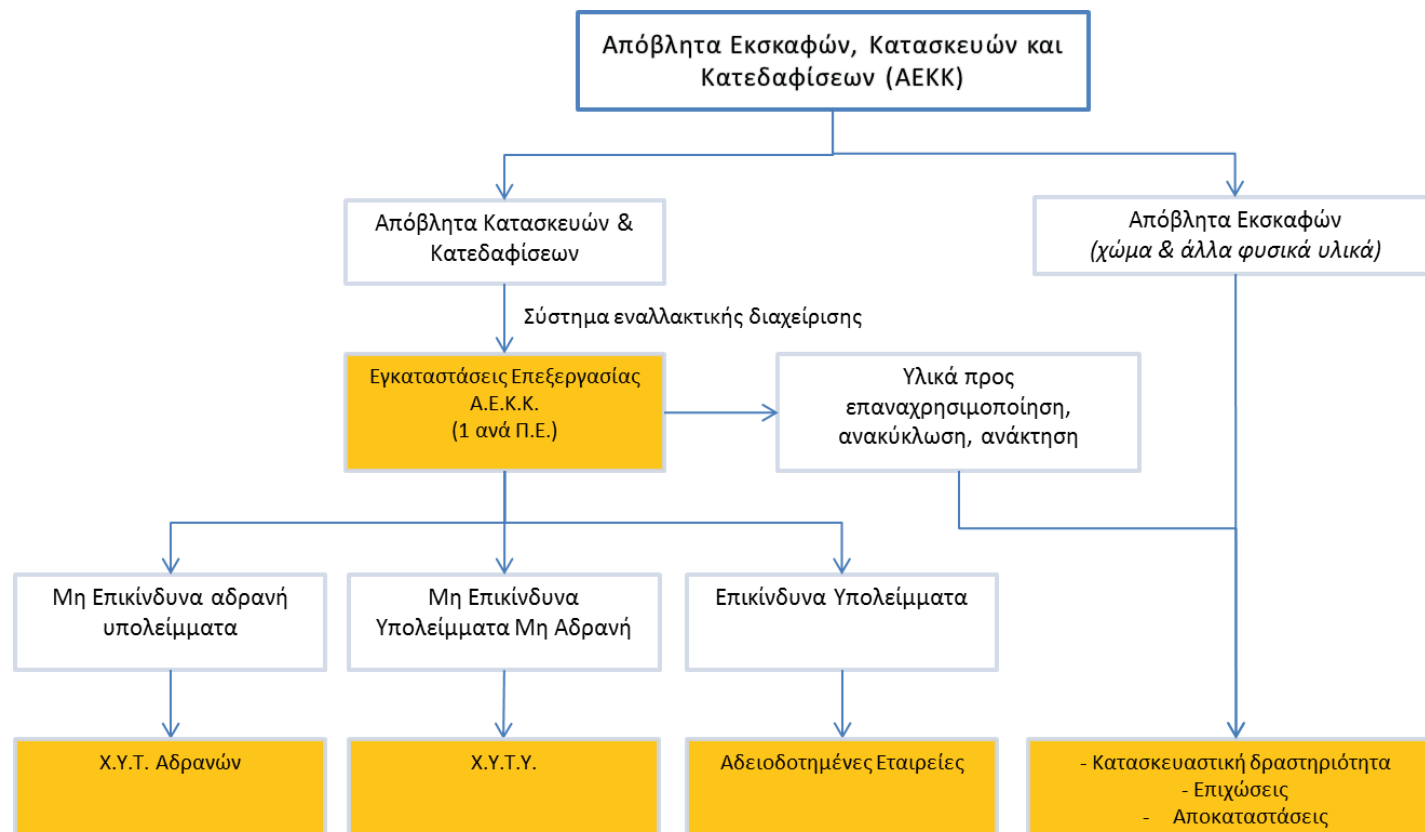 Απόβλητα Εκσκαφών, Κατασκευών και
Κατεδαφίσεων (ΑΕΚΚ)
Απόβλητα Κατασκευών &
Κατεδαφίσεων
Απόβλητα Εκσκαφών
(χώμα & άλλα φυσικά υλικά)
Σύστημα εναλλακτικής διαχείρισης
Εγκαταστάσεις Επεξεργασίας
Α.Ε.Κ.Κ.
(1 ανά Π.Ε.)
Υλικά προς
επαναχρησιμοποίηση,
ανακύκλωση, ανάκτηση
Μη Επικίνδυνα αδρανή
υπολείμματα
Μη Επικίνδυνα
Υπολείμματα Μη Αδρανή
Επικίνδυνα Υπολείμματα
Χ.Υ.Τ. Αδρανών
Χ.Υ.Τ.Υ.
Αδειοδοτημένες Εταιρείες
- Κατασκευαστική δραστηριότητα
- Επιχώσεις
- Αποκαταστάσεις